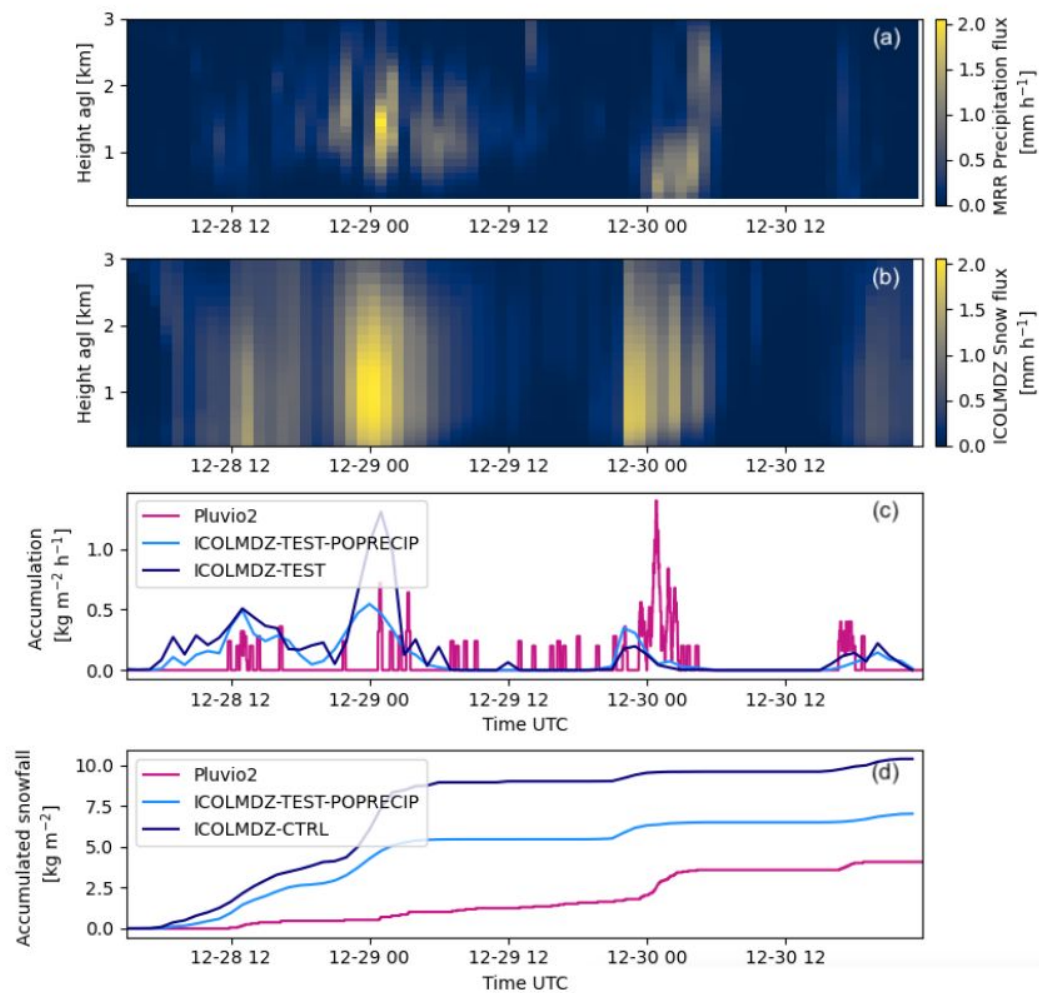 (a)
3
2
1
Height agl [km]
12-28 12 12-29 00 12-29 12 12-30 00 12-30 12
2.0
1.5
1.0
0.5
0.0
MRR Precipitation flux
[mm h⁻¹]
(b)
3
2
1
Height agl [km]
12-28 12 12-29 00 12-29 12 12-30 00 12-30 12
2.0
1.5
1.0
0.5
0.0
ICOLMDZ Snow flux
[mm h⁻¹]
(c)
Pluvio2
ICOLMDZ-TEST-POPRECIP
ICOLMDZ-TEST
1.0
0.5
0.0
Accumulation
[kg m⁻² h⁻¹]
12-28 12 12-29 00 12-29 12 12-30 00 12-30 12
Time UTC
(d)
Pluvio2
ICOLMDZ-TEST-POPRECIP
ICOLMDZ-CTRL
10.0
7.5
5.0
2.5
0.0
Accumulated snowfall
[kg m⁻²]
12-28 12 12-29 00 12-29 12 12-30 00 12-30 12
Time UTC